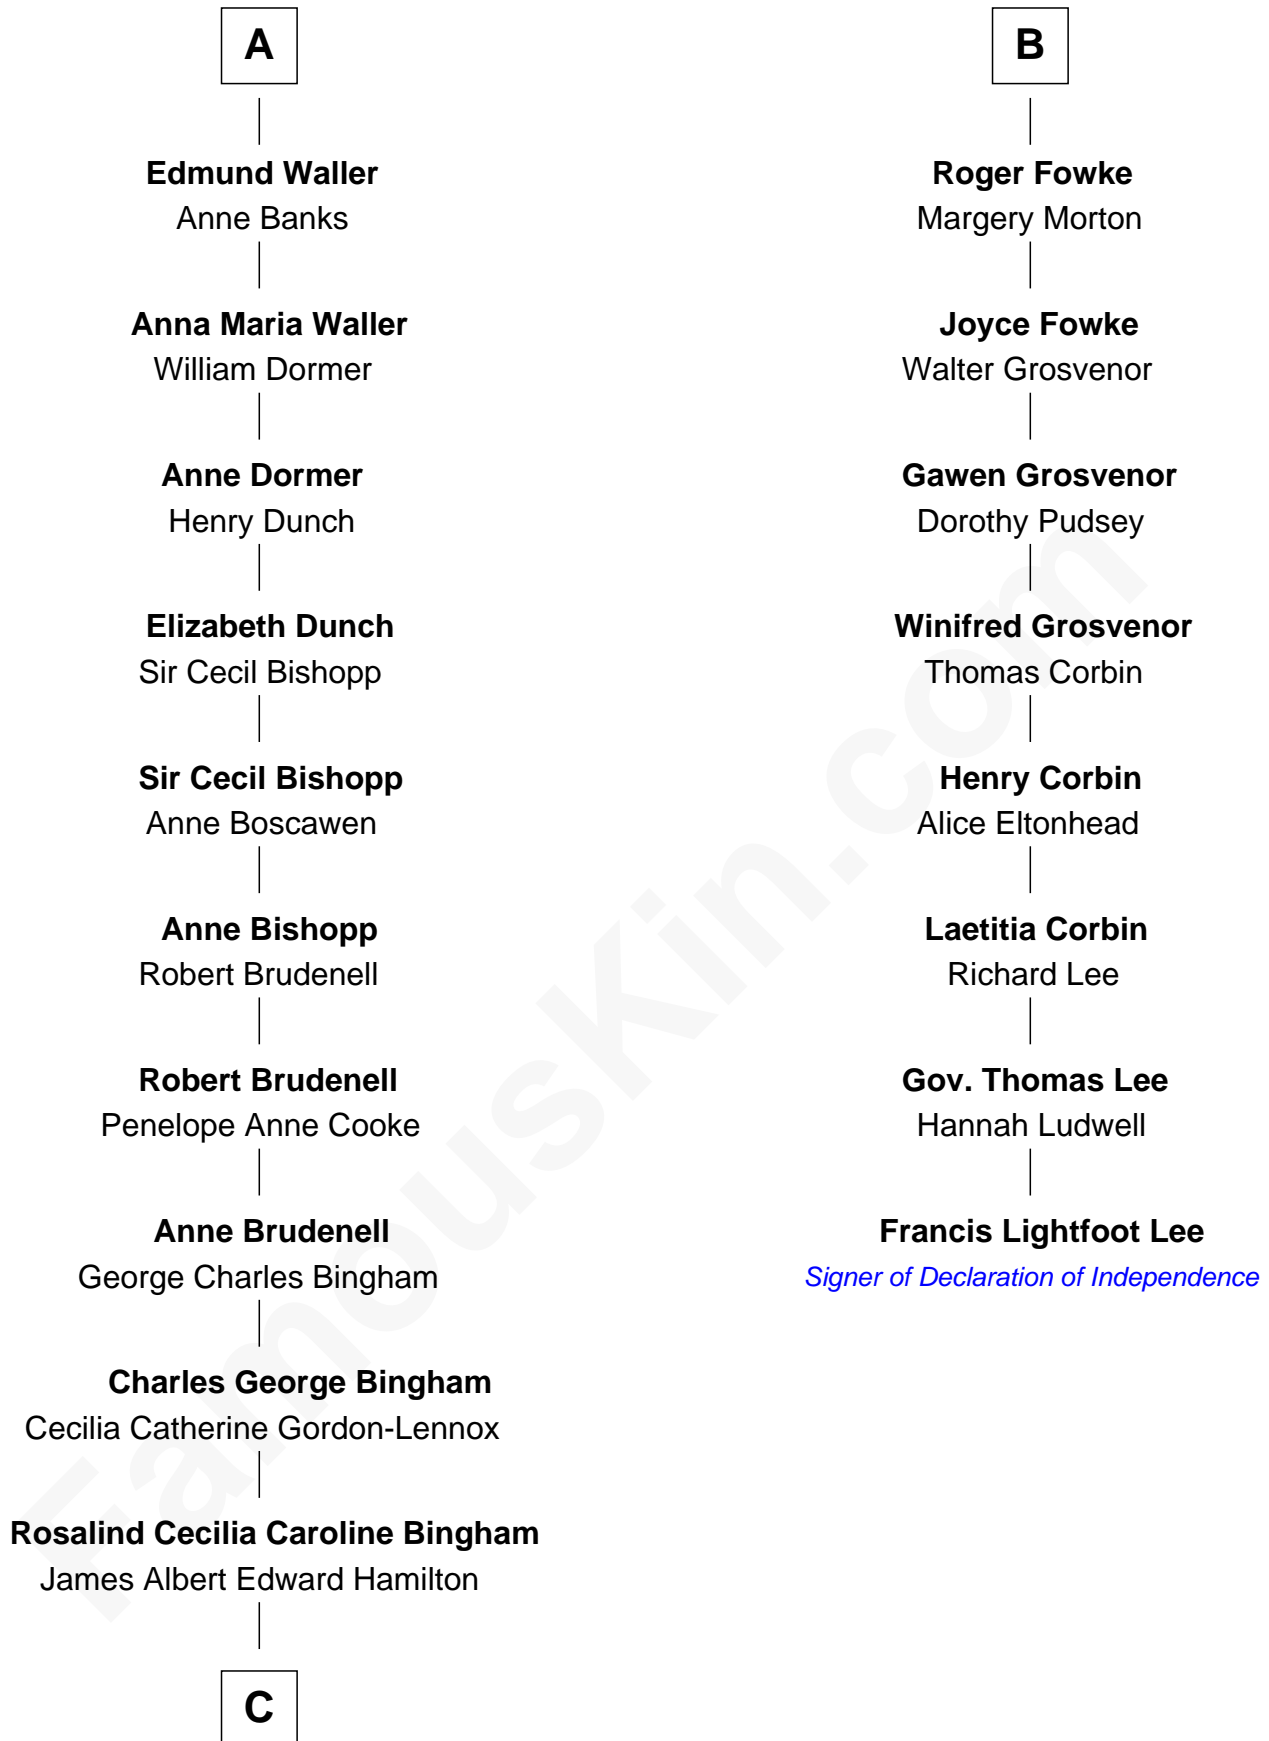 A
Edmund Waller
Anne Banks
Anna Maria Waller
William Dormer
Anne Dormer
Henry Dunch
Elizabeth Dunch
Sir Cecil Bishopp
Sir Cecil Bishopp
Anne Boscawen
Anne Bishopp
Robert Brudenell
Robert Brudenell
Penelope Anne Cooke
Anne Brudenell
George Charles Bingham
Charles George Bingham
Cecilia Catherine Gordon-Lennox
Rosalind Cecilia Caroline Bingham
James Albert Edward Hamilton
C
B
Roger Fowke
Margery Morton
Joyce Fowke
Walter Grosvenor
Gawen Grosvenor
Dorothy Pudsey
Winifred Grosvenor
Thomas Corbin
Henry Corbin
Alice Eltonhead
Laetitia Corbin
Richard Lee
Gov. Thomas Lee
Hannah Ludwell
Francis Lightfoot Lee
Signer of Declaration of Independence
FamousKin.com